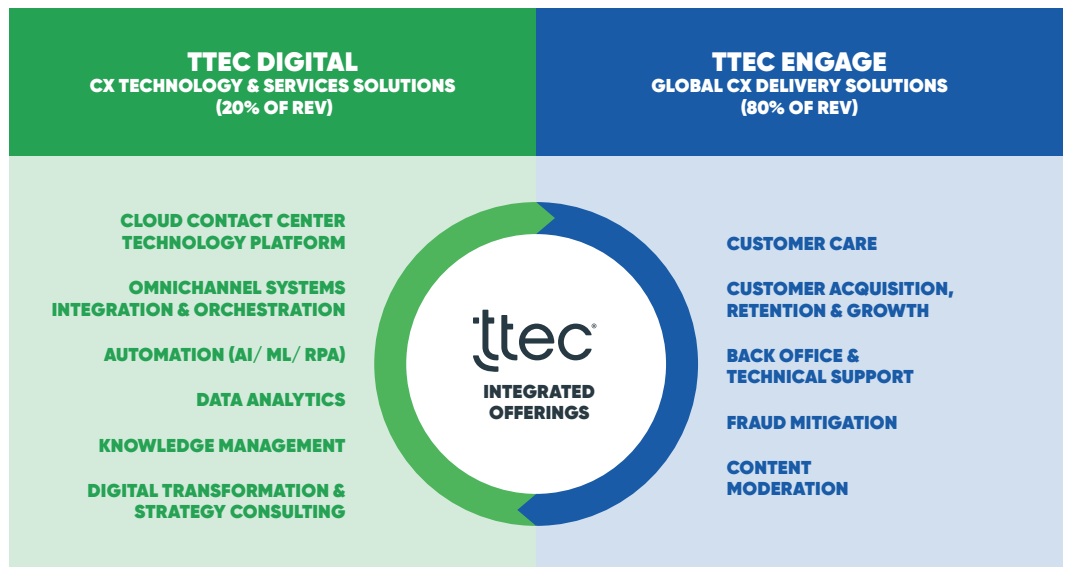 TTEC DIGITAL
CX TECHNOLOGY & SERVICES SOLUTIONS
(20% OF REV)
TTEC ENGAGE
GLOBAL CX DELIVERY SOLUTIONS
(80% OF REV)
CLOUD CONTACT CENTER
TECHNOLOGY PLATFORM
OMNICHANNEL SYSTEMS
INTEGRATION & ORCHESTRATION
AUTOMATION (AI/ ML/ RPA)
DATA ANALYTICS
KNOWLEDGE MANAGEMENT
DIGITAL TRANSFORMATION &
STRATEGY CONSULTING
ttec®
INTEGRATED
OFFERINGS
CUSTOMER CARE
CUSTOMER ACQUISITION,
RETENTION & GROWTH
BACK OFFICE &
TECHNICAL SUPPORT
FRAUD MITIGATION
CONTENT
MODERATION